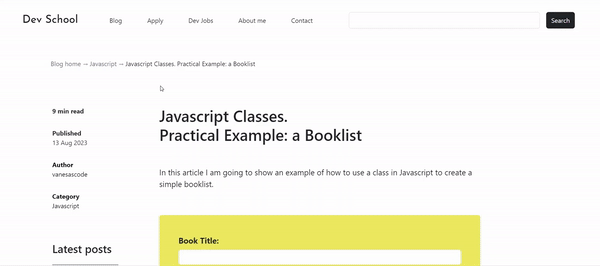 Dev School
Blog
Apply
Dev Jobs
About me
Contact
Search
Blog home → Javascript → Javascript Classes. Practical Example: a Booklist
9 min read
Published
13 Aug 2023
Author
vanesascode
Category
Javascript
Latest posts
Javascript Classes.
Practical Example: a Booklist
In this article I am going to show an example of how to use a class in Javascript to create a
simple booklist.
Book Title: